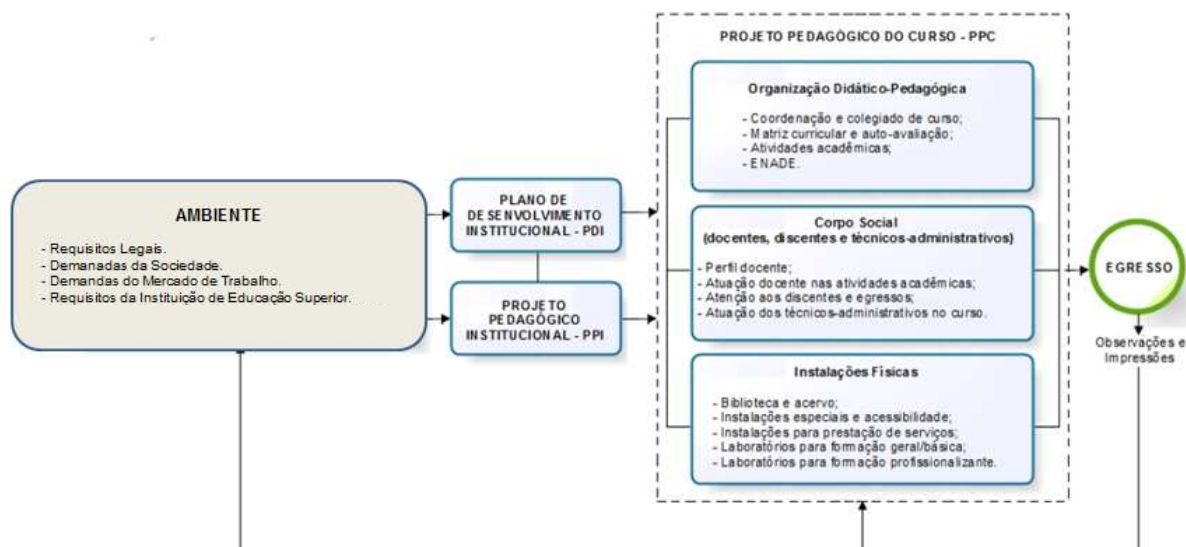 PROJETO PEDAGÓGICO DO CURSO - PPC
Organização Didático-Pedagógica
- Coordenação e colegiado de curso;
- Matriz curricular e auto-avaliação;
- Atividades acadêmicas;
- ENADE.
AMBIENTE
- Requisitos Legais.
- Demanadas da Sociedade.
- Demandas do Mercado de Trabalho.
- Requisitos da Instituição de Educação Superior.
PLANO DE
DESENVOLVIMENTO
INSTITUCIONAL - PDI
PROJETO
PEDAGÓGICO
INSTITUCIONAL - PPI
Corpo Social
(docentes, discentes e técnicos-administrativos)
- Perfil docente;
- Atuação docente nas atividades acadêmicas;
- Atenção aos discentes e egressos;
- Atuação dos técnicos-administrativos no curso.
Instalações Físicas
- Biblioteca e acervo;
- Instalações especiais e acessibilidade;
- Instalações para prestação de serviços;
- Laboratórios para formação geral/básica;
- Laboratórios para formação profissionalizante.
EGRESSO
Observações e
Impressões